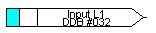 Input L1
DDB #032